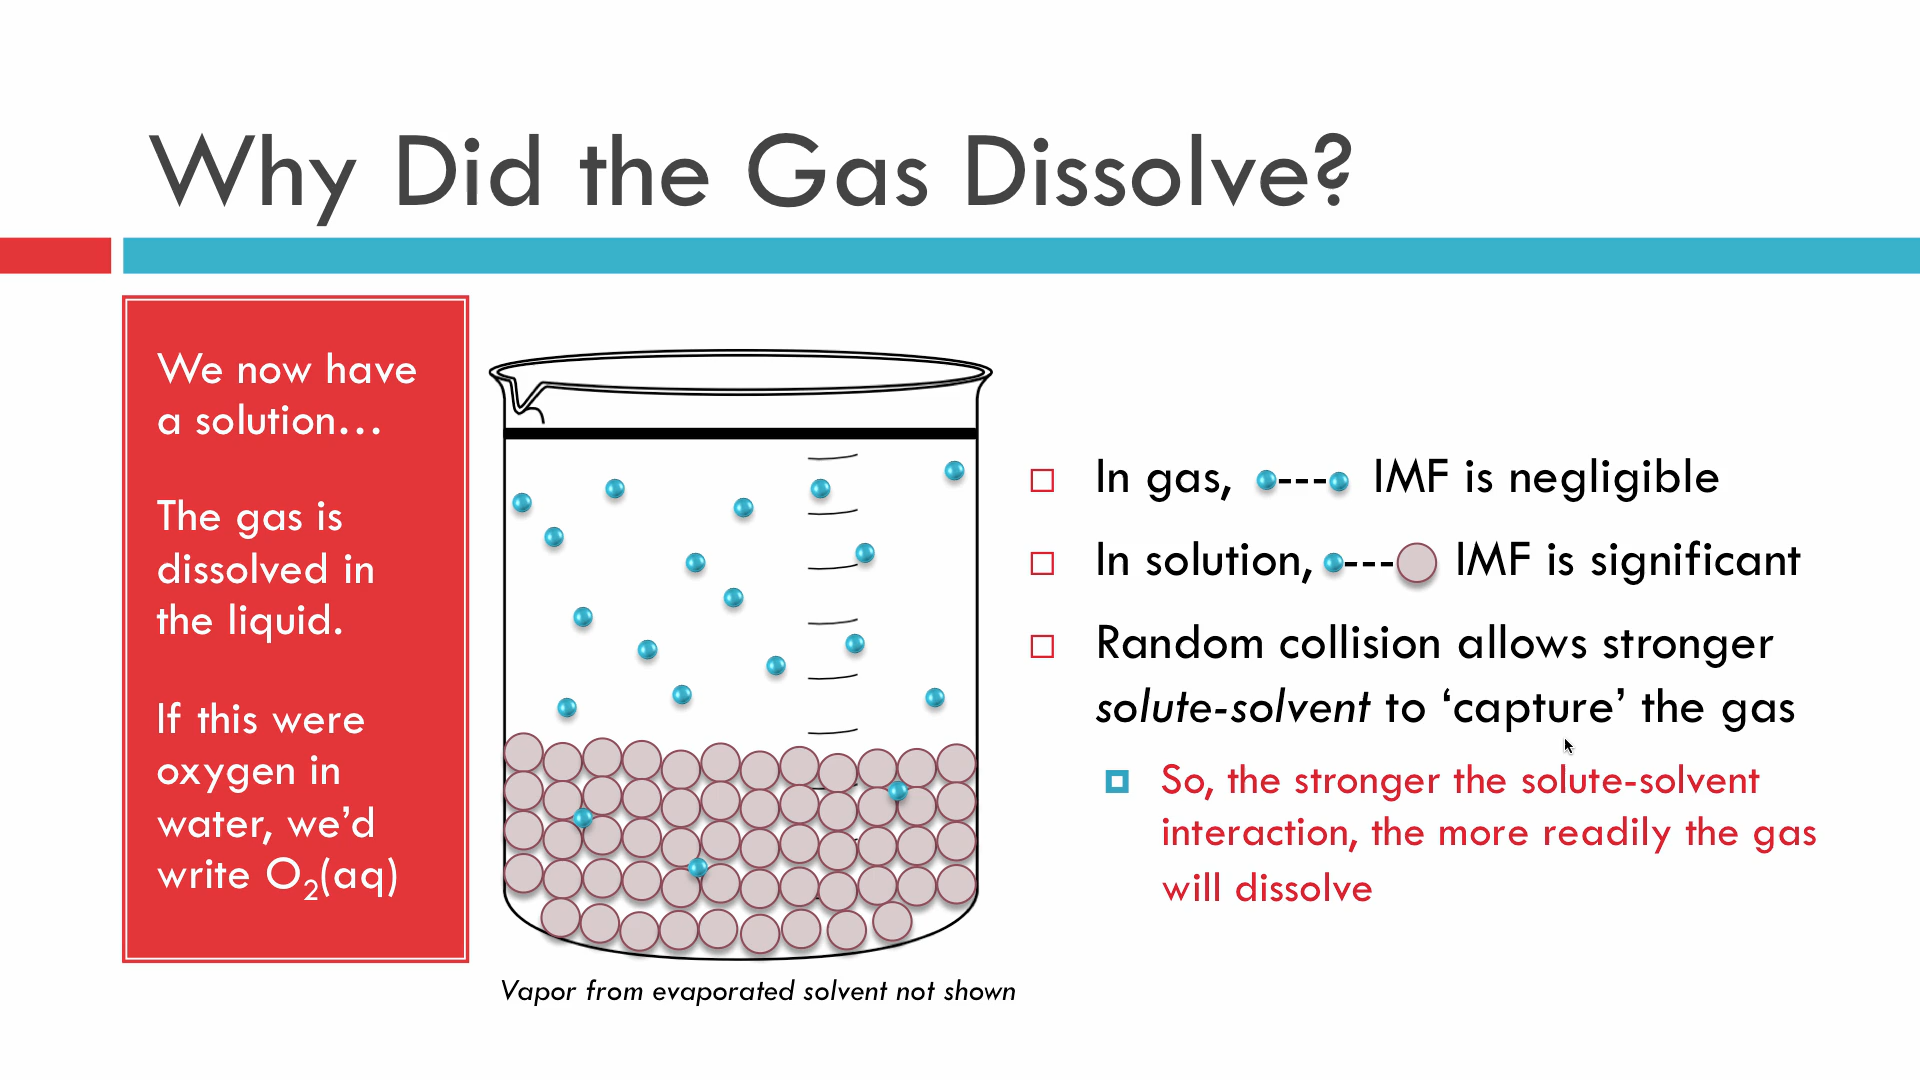 Why Did the Gas Dissolve?
We now have
a solution…
The gas is
dissolved in
the liquid.
If this were
oxygen in
water, we’d
write O₂(aq)
Vapor from evaporated solvent not shown
In gas, --- IMF is negligible
In solution, --- IMF is significant
Random collision allows stronger
solute-solvent to ‘capture’ the gas
So, the stronger the solute-solvent
interaction, the more readily the gas
will dissolve